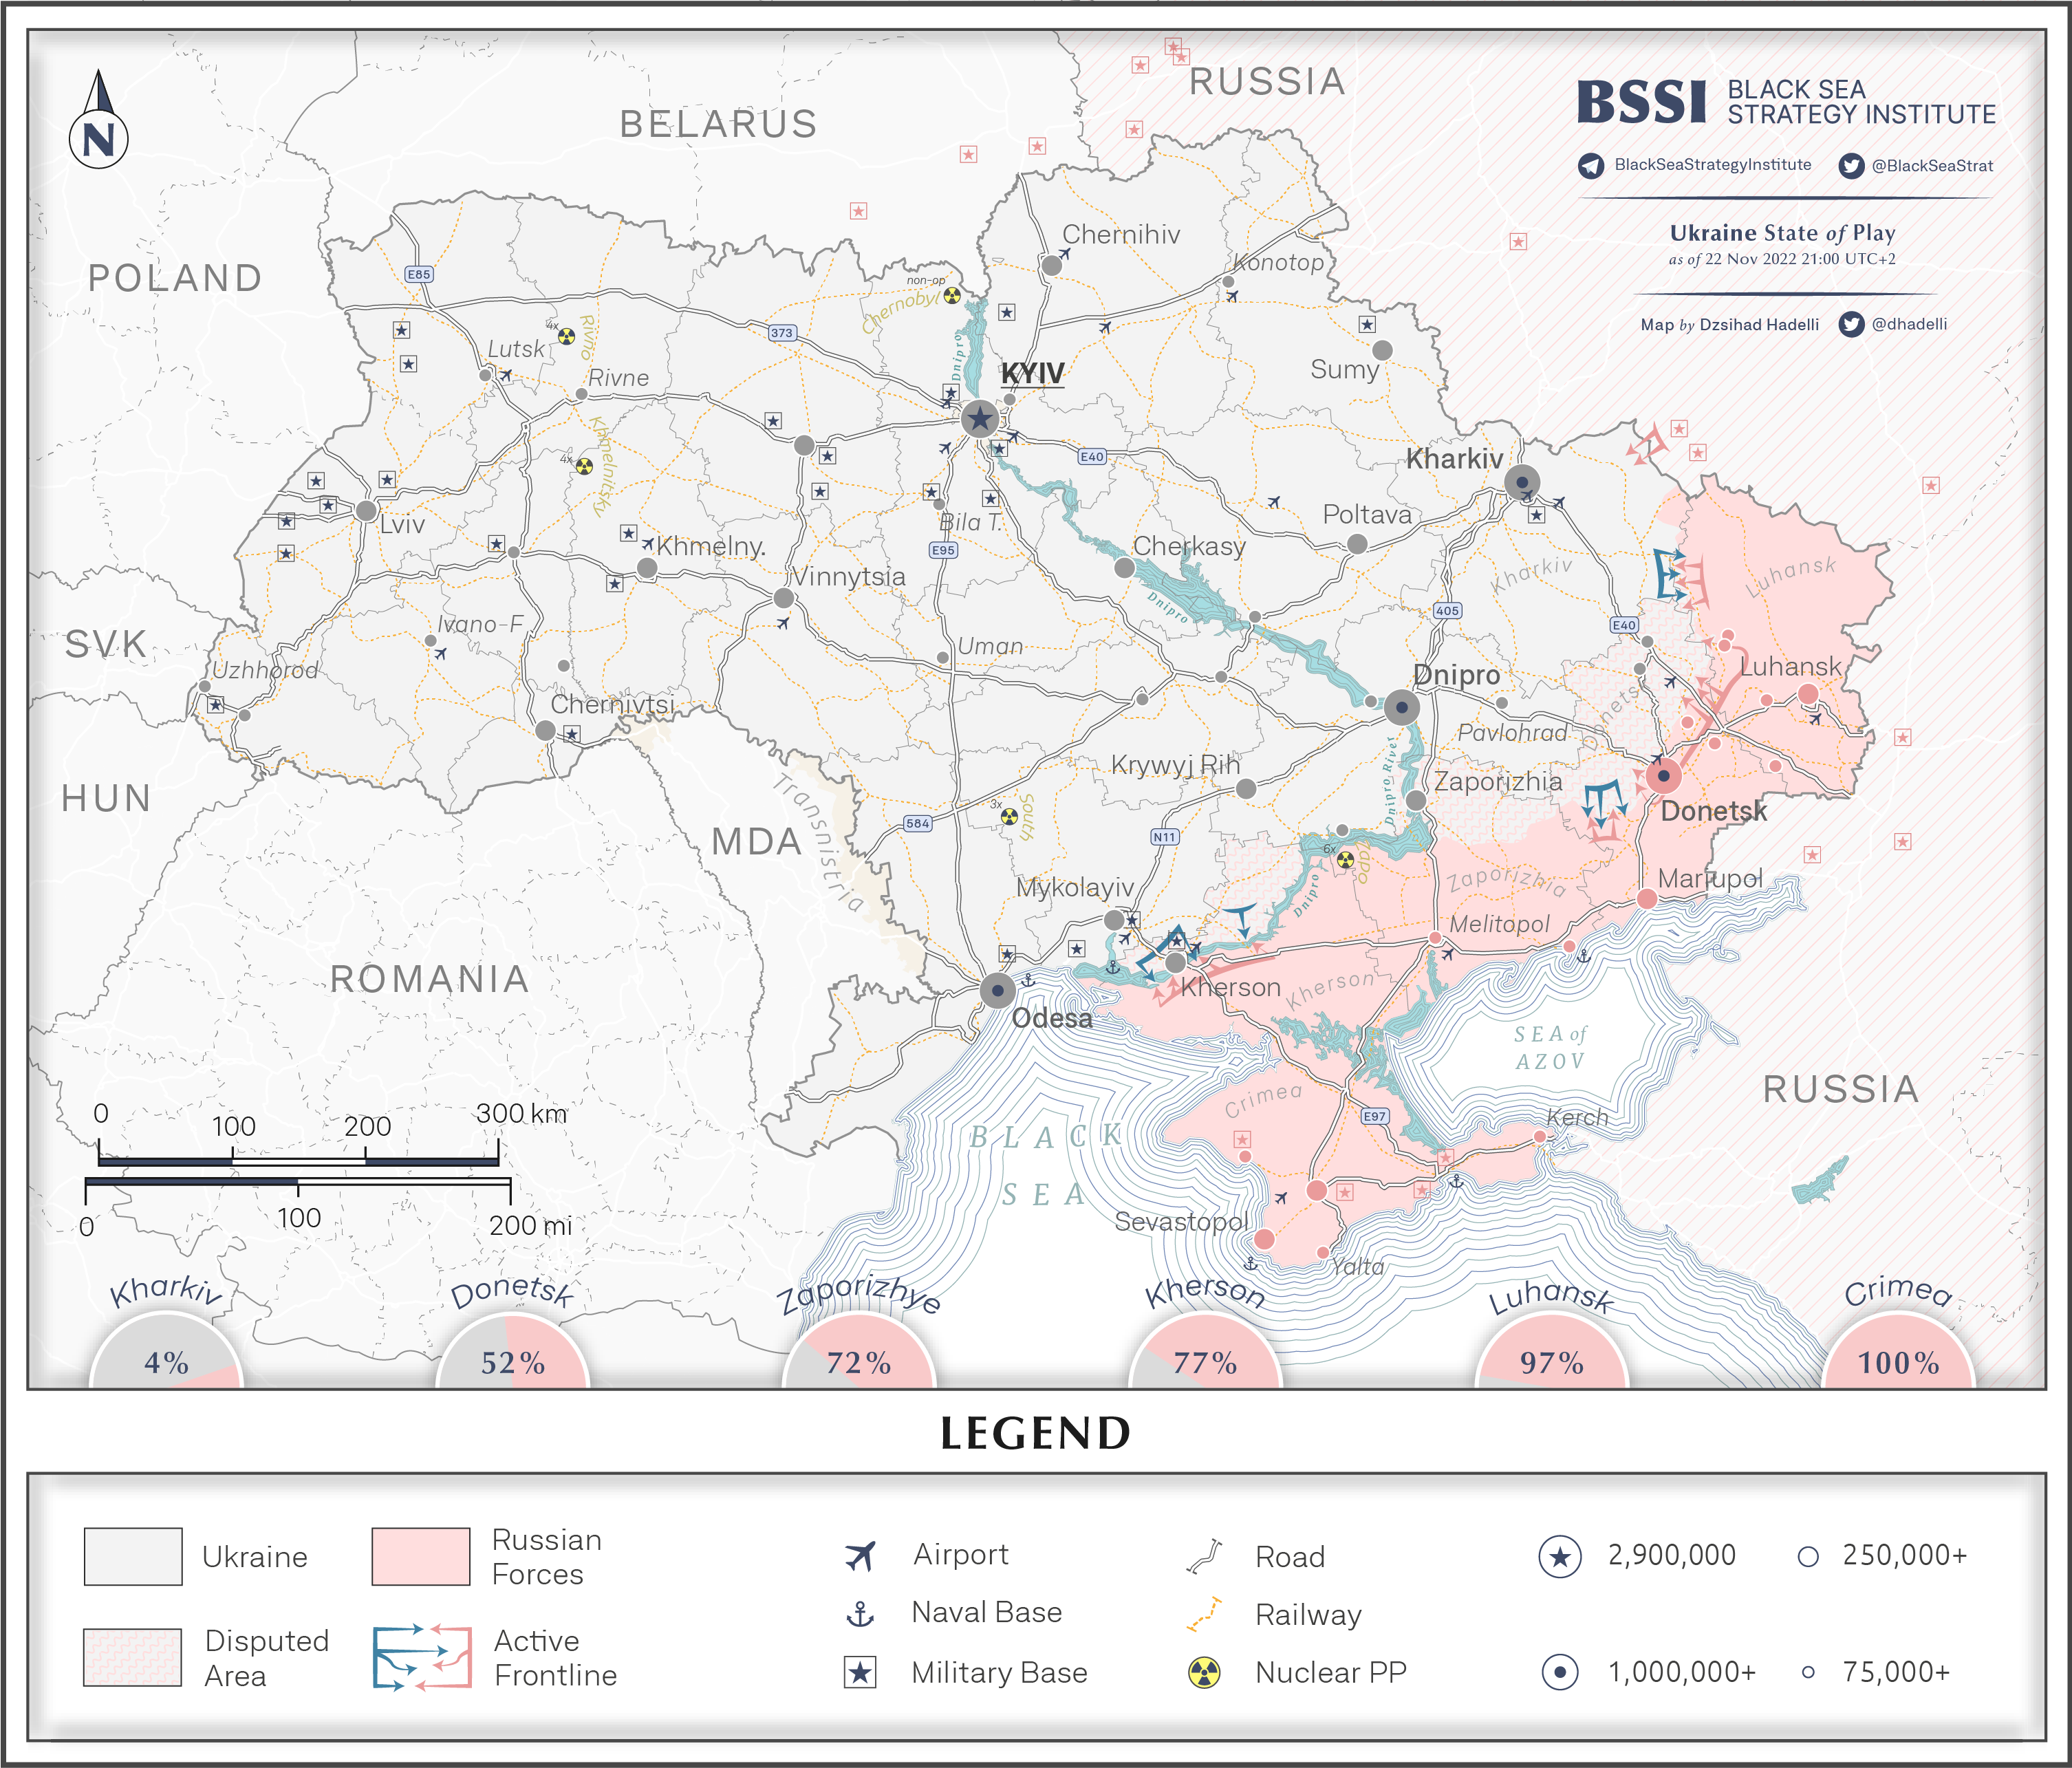 N
BELARUS
RUSSIA
BSSI
BLACK SEA
STRATEGY INSTITUTE
BlackSeaStrategyInstitute
@BlackSeaStrat
Ukraine State of Play
as of 22 Nov 2022 21:00 UTC+2
Map by Dzsihad Hadelli
@dhadelli
POLAND
E85
Chernihiv
Konotop
non-op
Chernobyl
4x
Rivno
373
Lutsk
Rivne
Dnipro
KYIV
Sumy
Khmelnitsky
4x
E40
Kharkiv
Lviv
Bila T.
Poltava
Khmelny.
E95
Cherkasy
Vinnytsia
Kharkiv
Luhansk
Dnipro
405
E40
Ivano-F
SVK
Uman
Uzhhorod
Dnipro
Luhansk
Chernivtsi
Donetsk
Pavlohrad
HUN
Krywyj Rih
Dnipro River
Zaporizhia
Transnistria
MDA
3x
South
584
N11
Donetsk
6x
Zapo
Mykolayiv
Dnipro
Zaporizhia
Mariupol
Melitopol
ROMANIA
Kherson
Kherson
Odesa
SEA of
AZOV
RUSSIA
Crimea
E97
Kerch
BLACK
SEA
Sevastopol
Yalta
0
100
200
300 km
0
100
200 mi
Kharkiv
Donetsk
Zaporizhye
Kherson
Luhansk
Crimea
4%
52%
72%
77%
97%
100%
LEGEND
Ukraine
Russian
Forces
Disputed
Area
Active
Frontline
Airport
Naval Base
Military Base
Road
Railway
Nuclear PP
2,900,000
250,000+
1,000,000+
75,000+